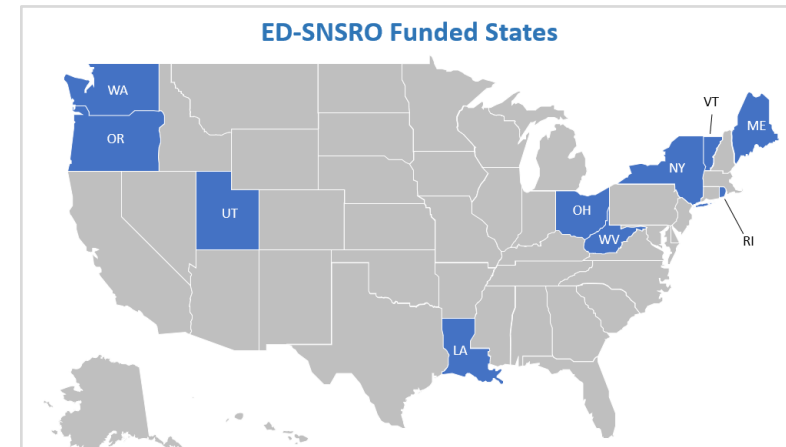 ED-SNSRO Funded States
WA
VT
ME
OR
NY
UT
OH
WV
RI
LA